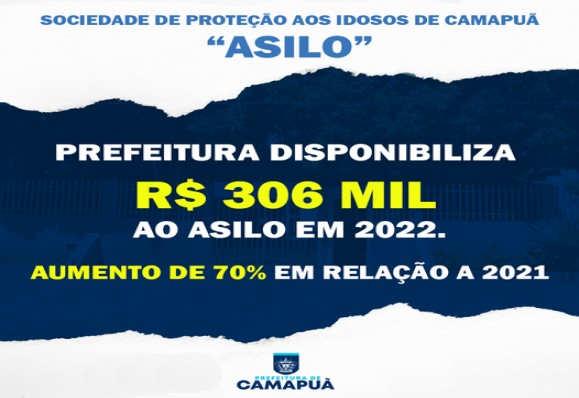 SOCIEDADE DE PROTEÇÃO AOS IDOSOS DE CAMAPUÃ
“ASILO”
PREFEITURA DISPONIBILIZA
R$ 306 MIL
AO ASILO EM 2022.
AUMENTO DE 70% EM RELAÇÃO A 2021
PREFEITURA DE
CAMAPUÃ